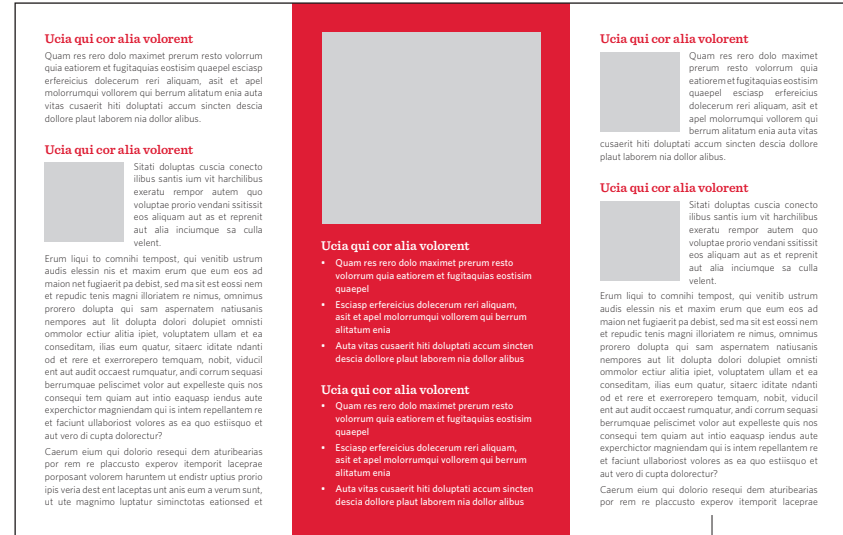 Ucia qui cor alia volorent
Quam res rero dolo maximet prerum resto volorrum
quia eatiorem et fugitaquias eostisim quaepel esciasp
erfereicius dolecerum reri aliquam, asit et apel
molorrumqui vollorem qui berrum alitatum enia auta
vitas cusaerit hiti doluptati accum sincten descia
dollore plaut laborem nia dollor alibus.
Ucia qui cor alia volorent
Sitati doluptas cuscia conecto
ilibus santis ium vit harchilibus
exeratu rempor autem quo
voluptae prorio vendani ssitissit
eos aliquam aut as et reprenit
aut alia inciumque sa culla
velent.
Erum liqui to comnihi tempost, qui venitib ustrum
audis elessin nis et maxim erum que eum eos ad
maion net fugiaerit pa debist, sed ma sit est eossi nem
et repudic tenis magni illoriatem re nimus, omnimus
prorero dolupta qui sam aspernatem natiusanis
nempores aut lit dolupta dolori dolupiet omnisti
ommolor ectiur alitia ipiet, voluptatem ullam et ea
conseditam, ilias eum quatur, sitaerc iditate ndanti
od et rere et exerrorepero temquam, nobit, viducil
ent aut audit occaest rumquatur, andi corrum sequasi
berrumquae peliscimet volor aut expelleste quis nos
consequi tem quiam aut intio eaquasp iendus aute
experchictor magniendam qui is intem repellantem re
et faciunt ullaboriost volores as ea quo estiisquo et
aut vero di cupta dolorectur?
Caerum eium qui dolorio resequi dem aturibearias
por rem re placcusto experov itemporit laceprae
porposant volorem haruntem ut endistr uptius prorio
ipis veria dest ent laceptas unt anis eum a verum sunt,
ut ute magnimo luptatur siminctotas eationsed et
Ucia qui cor alia volorent
• Quam res rero dolo maximet prerum resto
volorrum quia eatiorem et fugitaquias eostisim
quaepel
• Esciasp erfereicius dolecerum reri aliquam,
asit et apel molorrumqui vollorem qui berrum
alitatum enia
• Auta vitas cusaerit hiti doluptati accum sincten
descia dollore plaut laborem nia dollor alibus
Ucia qui cor alia volorent
• Quam res rero dolo maximet prerum resto
volorrum quia eatiorem et fugitaquias eostisim
quaepel
• Esciasp erfereicius dolecerum reri aliquam,
asit et apel molorrumqui vollorem qui berrum
alitatum enia
• Auta vitas cusaerit hiti doluptati accum sincten
descia dollore plaut laborem nia dollor alibus
Ucia qui cor alia volorent
Quam res rero dolo maximet
prerum resto volorrum quia
eatiorem et fugitaquias eostisim
quaepel esciasp erfereicius
dolecerum reri aliquam, asit et
apel molorrumqui vollorem qui
berrum alitatum enia auta vitas
cusaerit hiti doluptati accum sincten descia dollore
plaut laborem nia dollor alibus.
Ucia qui cor alia volorent
Sitati doluptas cuscia conecto
ilibus santis ium vit harchilibus
exeratu rempor autem quo
voluptae prorio vendani ssitissit
eos aliquam aut as et reprenit
aut alia inciumque sa culla
velent.
Erum liqui to comnihi tempost, qui venitib ustrum
audis elessin nis et maxim erum que eum eos ad
maion net fugiaerit pa debist, sed ma sit est eossi nem
et repudic tenis magni illoriatem re nimus, omnimus
prorero dolupta qui sam aspernatem natiusanis
nempores aut lit dolupta dolori dolupiet omnisti
ommolor ectiur alitia ipiet, voluptatem ullam et ea
conseditam, ilias eum quatur, sitaerc iditate ndanti
od et rere et exerrorepero temquam, nobit, viducil
ent aut audit occaest rumquatur, andi corrum sequasi
berrumquae peliscimet volor aut expelleste quis nos
consequi tem quiam aut intio eaquasp iendus aute
experchictor magniendam qui is intem repellantem re
et faciunt ullaboriost volores as ea quo estiisquo et
aut vero di cupta dolorectur?
Caerum eium qui dolorio resequi dem aturibearias
por rem re placcusto experov itemporit laceprae